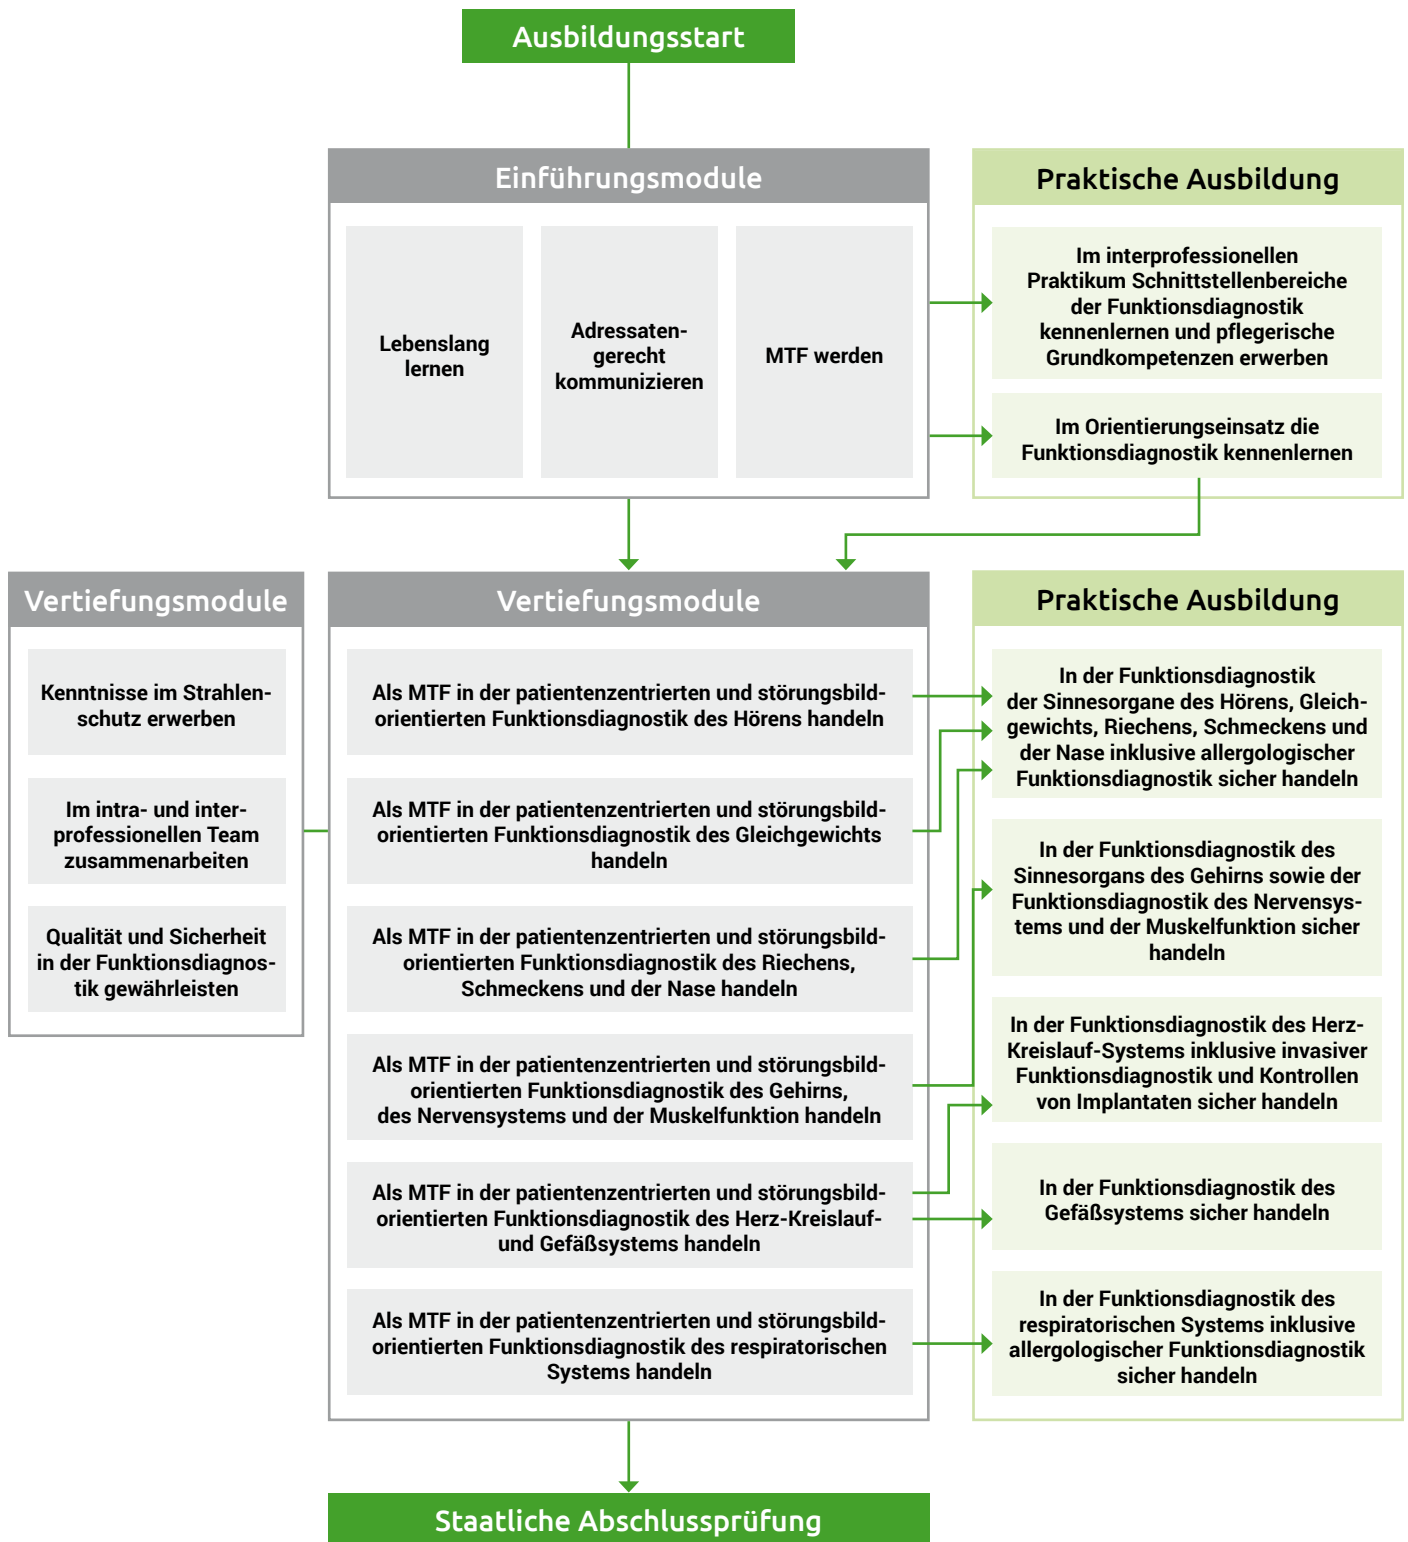 Ausbildungsstart
Einführungsmodule
Lebenslang
lernen
Adressaten-
gerecht
kommunizieren
MTF werden
Praktische Ausbildung
Im interprofessionellen
Praktikum Schnittstellenbereiche
der Funktionsdiagnostik
kennenlernen und pflegerische
Grundkompetenzen erwerben
Im Orientierungseinsatz die
Funktionsdiagnostik kennenlernen
Vertiefungsmodule
Kenntnisse im Strahlen-
schutz erwerben
Im intra- und inter-
professionellen Team
zusammenarbeiten
Qualität und Sicherheit
in der Funktionsdiagnos-
tik gewährleisten
Vertiefungsmodule
Als MTF in der patientenzentrierten und störungsbild-
orientierten Funktionsdiagnostik des Hörens handeln
Als MTF in der patientenzentrierten und störungsbild-
orientierten Funktionsdiagnostik des Gleichgewichts
handeln
Als MTF in der patientenzentrierten und störungsbild-
orientierten Funktionsdiagnostik des Riechens,
Schmeckens und der Nase handeln
Als MTF in der patientenzentrierten und störungsbild-
orientierten Funktionsdiagnostik des Gehirns,
des Nervensystems und der Muskelfunktion handeln
Als MTF in der patientenzentrierten und störungsbild-
orientierten Funktionsdiagnostik des Herz-Kreislauf-
und Gefäßsystems handeln
Als MTF in der patientenzentrierten und störungsbild-
orientierten Funktionsdiagnostik des respiratorischen
Systems handeln
Praktische Ausbildung
In der Funktionsdiagnostik
der Sinnesorgane des Hörens, Gleich-
gewichts, Riechens, Schmeckens und
der Nase inklusive allergologischer
Funktionsdiagnostik sicher handeln
In der Funktionsdiagnostik des
Sinnesorgans des Gehirns sowie der
Funktionsdiagnostik des Nervensys-
tems und der Muskelfunktion sicher
handeln
In der Funktionsdiagnostik des Herz-
Kreislauf-Systems inklusive invasiver
Funktionsdiagnostik und Kontrollen
von Implantaten sicher handeln
In der Funktionsdiagnostik des
Gefäßsystems sicher handeln
In der Funktionsdiagnostik des
respiratorischen Systems inklusive
allergologischer Funktionsdiagnostik
sicher handeln
Staatliche Abschlussprüfung